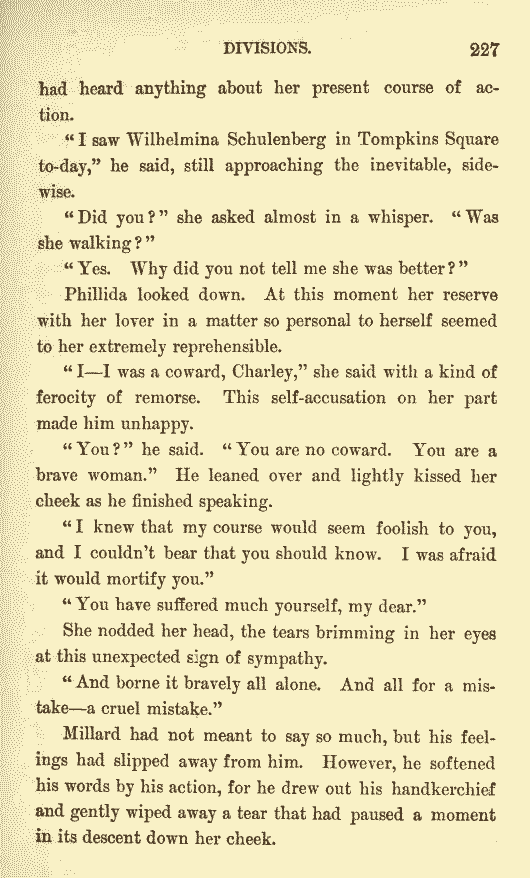 DIVISIONS. 227
had heard anything about her present course of ac-
tion.
"I saw Wilhelmina Schulenberg in Tompkins Square
to-day," he said, still approaching the inevitable, side-
wise.
"Did you?" she asked almost in a whisper. "Was
she walking?"
"Yes. Why did you not tell me she was better?"
Phillida looked down. At this moment her reserve
with her lover in a matter so personal to herself seemed
to her extremely reprehensible.
"I—I was a coward, Charley," she said with a kind of
ferocity of remorse. This self-accusation on her part
made him unhappy.
"You?" he said. "You are no coward. You are a
brave woman." He leaned over and lightly kissed her
cheek as he finished speaking.
"I knew that my course would seem foolish to you,
and I couldn't bear that you should know. I was afraid
it would mortify you."
"You have suffered much yourself, my dear."
She nodded her head, the tears brimming in her eyes
at this unexpected sign of sympathy.
"And borne it bravely all alone. And all for a mis-
take—a cruel mistake."
Millard had not meant to say so much, but his feel-
ings had slipped away from him. However, he softened
his words by his action, for he drew out his handkerchief
and gently wiped away a tear that had paused a moment
in its descent down her cheek.